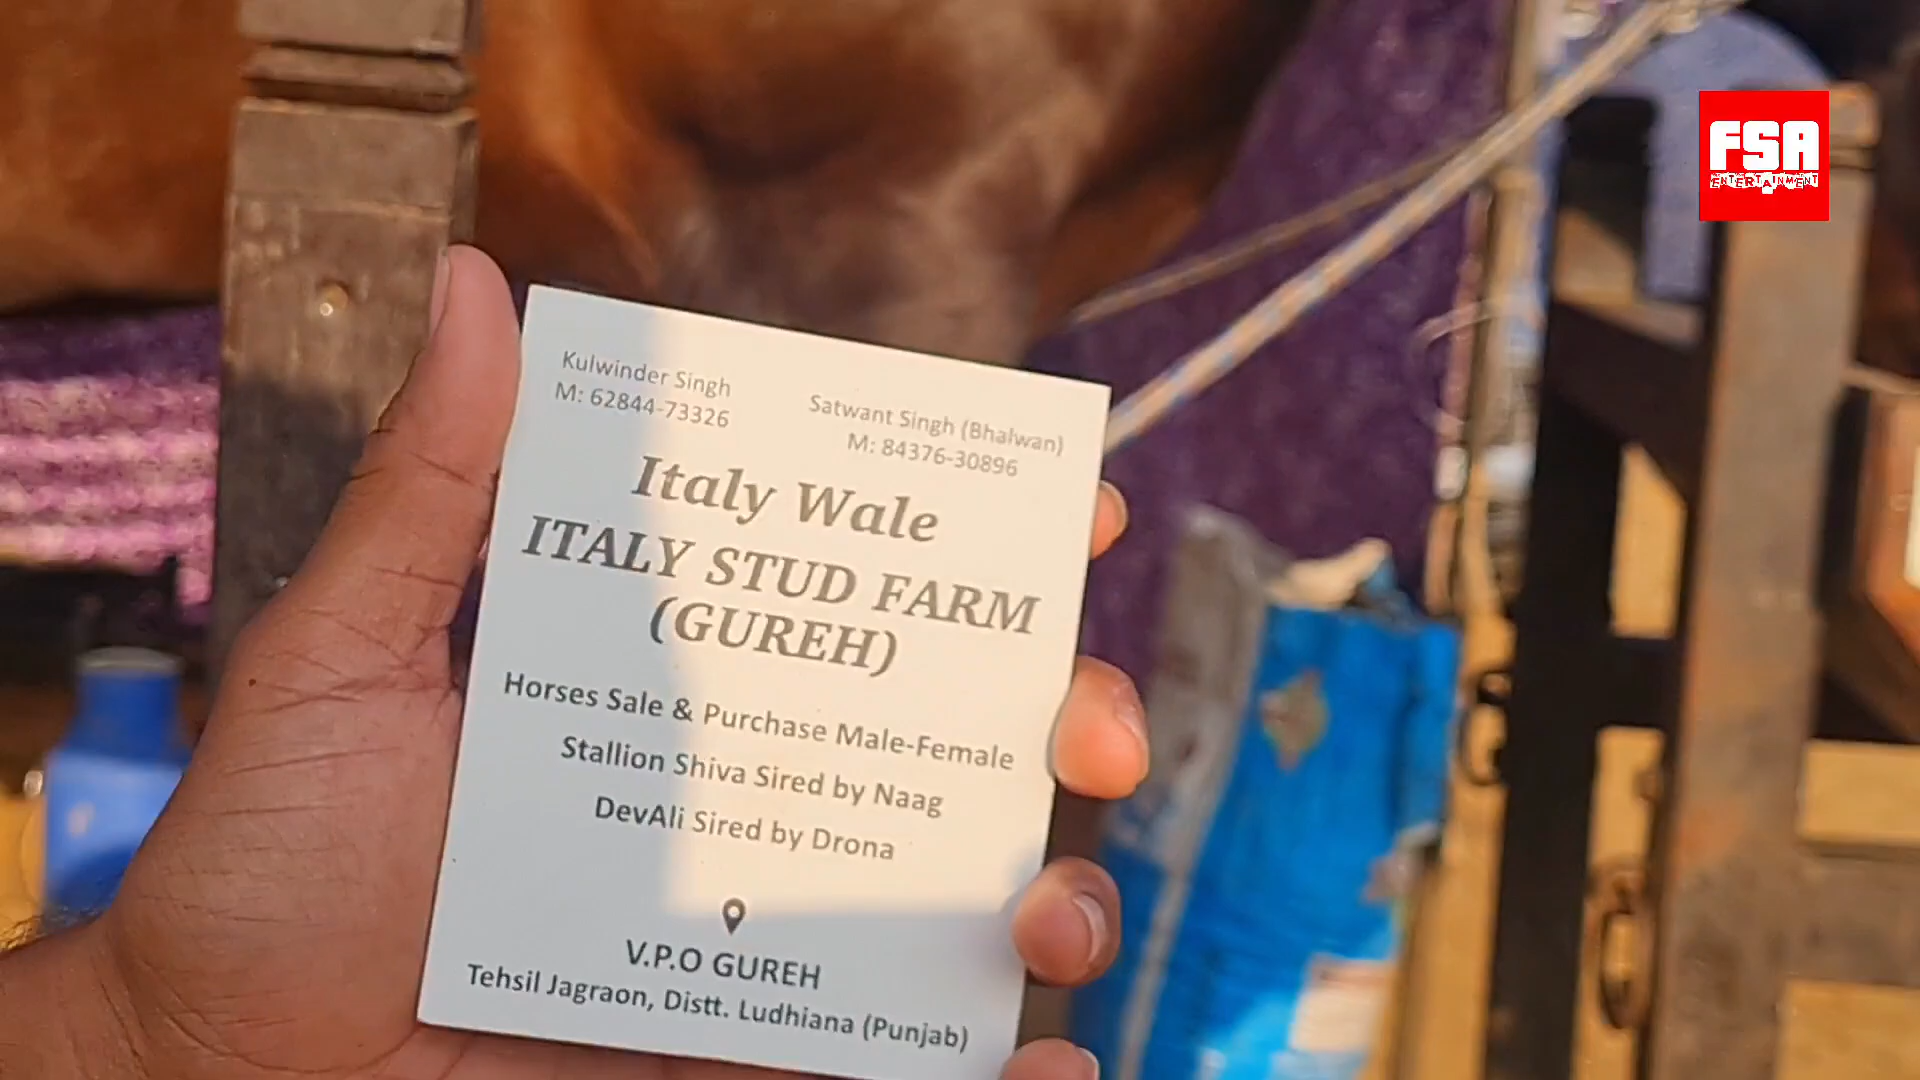 FSA
ENTERTAINMENT
Kulwinder Singh
M: 62844-73326
Satwant Singh (Bhalwan)
M: 84376-30896
Italy Wale
ITALY STUD FARM
(GUREH)
Horses Sale & Purchase Male-Female
Stallion Shiva Sired by Naag
DevAli Sired by Drona
V.P.O GUREH
Tehsil Jagraon, Distt. Ludhiana (Punjab)